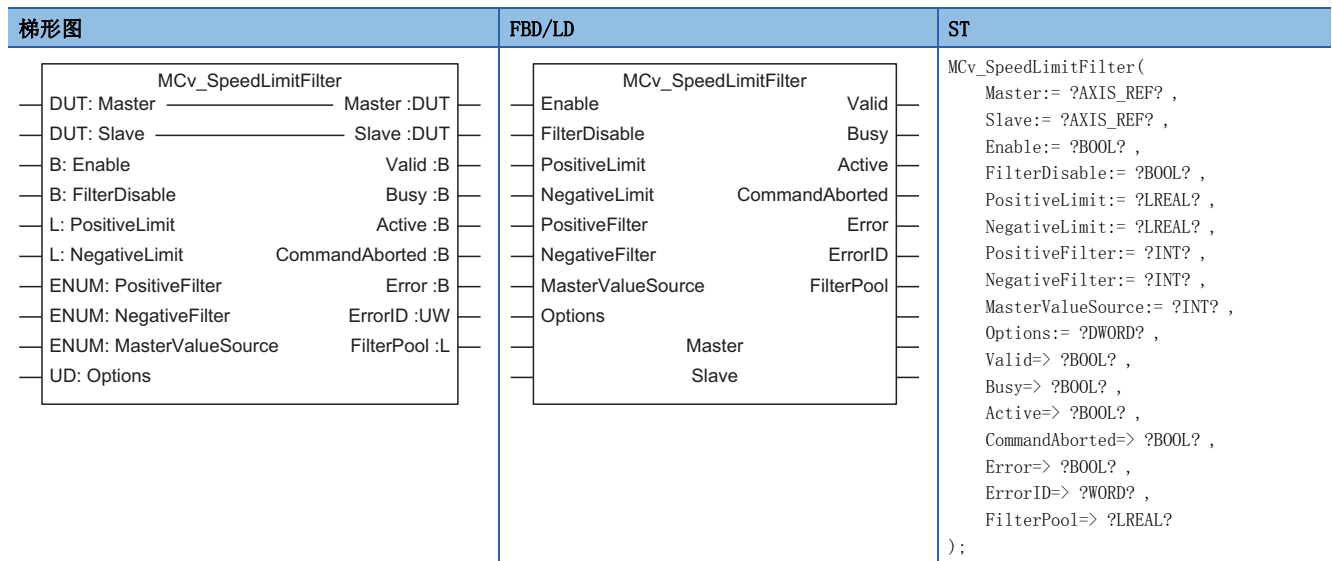 梯形图
FBD/LD
ST
MCv_SpeedLimitFilter
DUT: Master Master :DUT
DUT: Slave Slave :DUT
B: Enable Valid :B
B: FilterDisable Busy :B
L: PositiveLimit Active :B
L: NegativeLimit CommandAborted :B
ENUM: PositiveFilter Error :B
ENUM: NegativeFilter ErrorID :UW
ENUM: MasterValueSource FilterPool :L
UD: Options
MCv_SpeedLimitFilter
Enable Valid
FilterDisable Busy
PositiveLimit Active
NegativeLimit CommandAborted
PositiveFilter Error
NegativeFilter ErrorID
MasterValueSource FilterPool
Options
Master
Slave
MCv_SpeedLimitFilter(
Master:= ?AXIS_REF? ,
Slave:= ?AXIS_REF? ,
Enable:= ?BOOL? ,
FilterDisable:= ?BOOL? ,
PositiveLimit:= ?LREAL? ,
NegativeLimit:= ?LREAL? ,
PositiveFilter:= ?INT? ,
NegativeFilter:= ?INT? ,
MasterValueSource:= ?INT? ,
Options:= ?DWORD? ,
Valid=> ?BOOL? ,
Busy=> ?BOOL? ,
Active=> ?BOOL? ,
CommandAborted=> ?BOOL? ,
Error=> ?BOOL? ,
ErrorID=> ?WORD? ,
FilterPool=> ?LREAL?
);